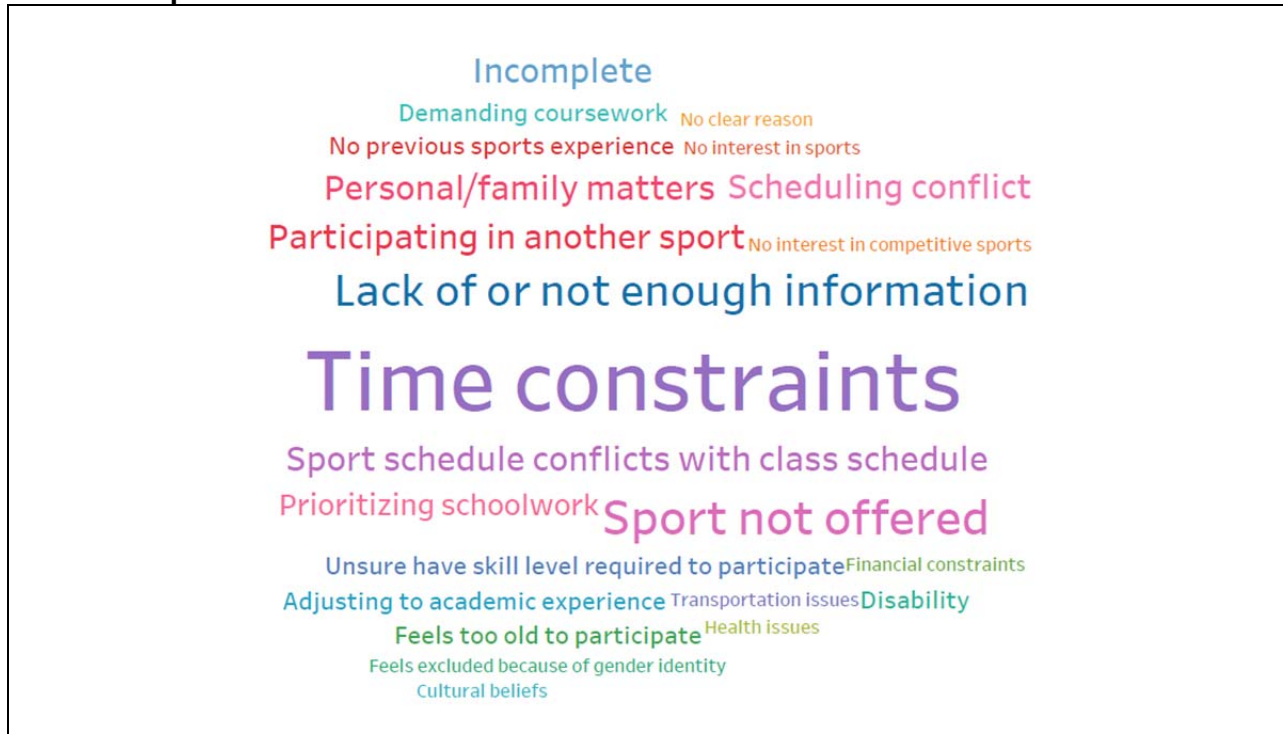 Incomplete
Demanding coursework No clear reason
No previous sports experience No interest in sports
Personal/family matters Scheduling conflict
Participating in another sport No interest in competitive sports
Lack of or not enough information
Time constraints
Sport schedule conflicts with class schedule
Prioritizing schoolwork Sport not offered
Unsure have skill level required to participate Financial constraints
Adjusting to academic experience Transportation issues Disability
Feels too old to participate Health issues
Feels excluded because of gender identity
Cultural beliefs